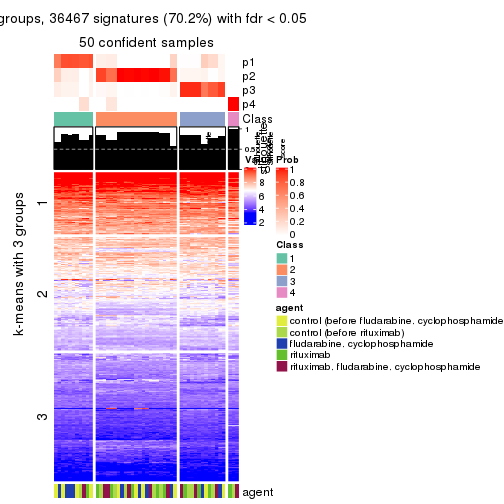 groups, 36467 signatures (70.2%) with fdr < 0.05
50 confident samples
p1
p2
p3
p4
Class
1
0.5
Prob
8
6
4
2
1
0.8
0.6
0.4
0.2
0
k-means with 3 groups
1
2
3
Class
1
2
3
4
agent
control (before fludarabine. cyclophosphamide
control (before rituximab)
fludarabine. cyclophosphamide
rituximab
rituximab. fludarabine. cyclophosphamide
agent